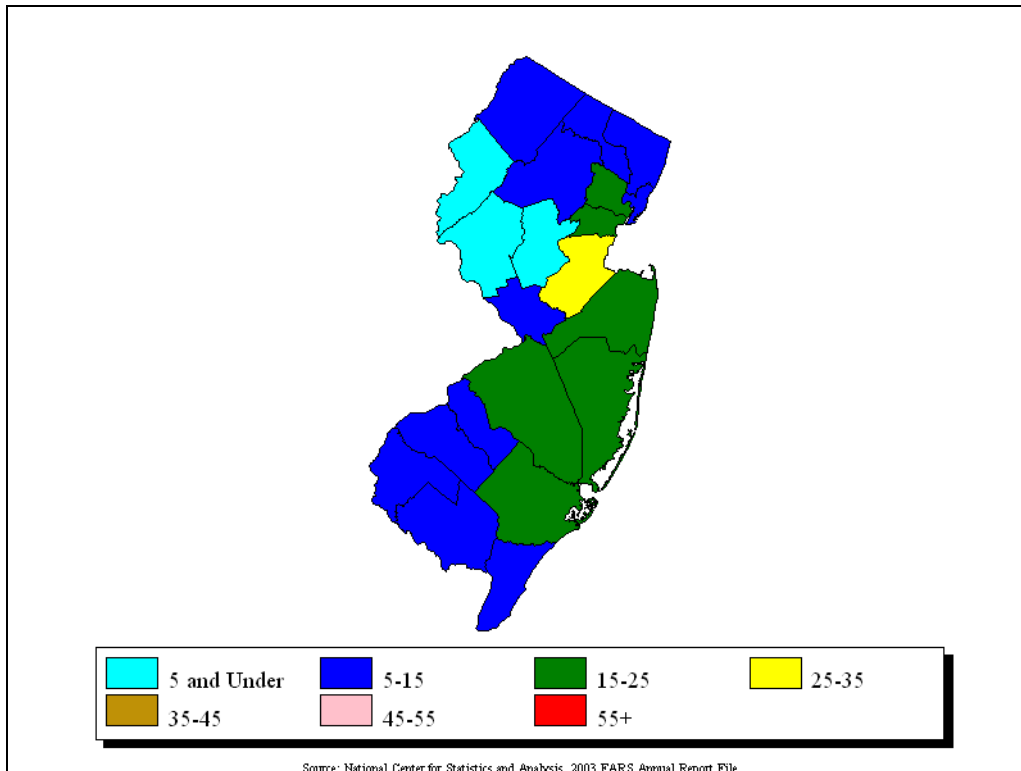 5 and Under 5-15 15-25 25-35
35-45 45-55 55+
Source: National Center for Statistics and Analysis, 2003 FARS Annual Report File